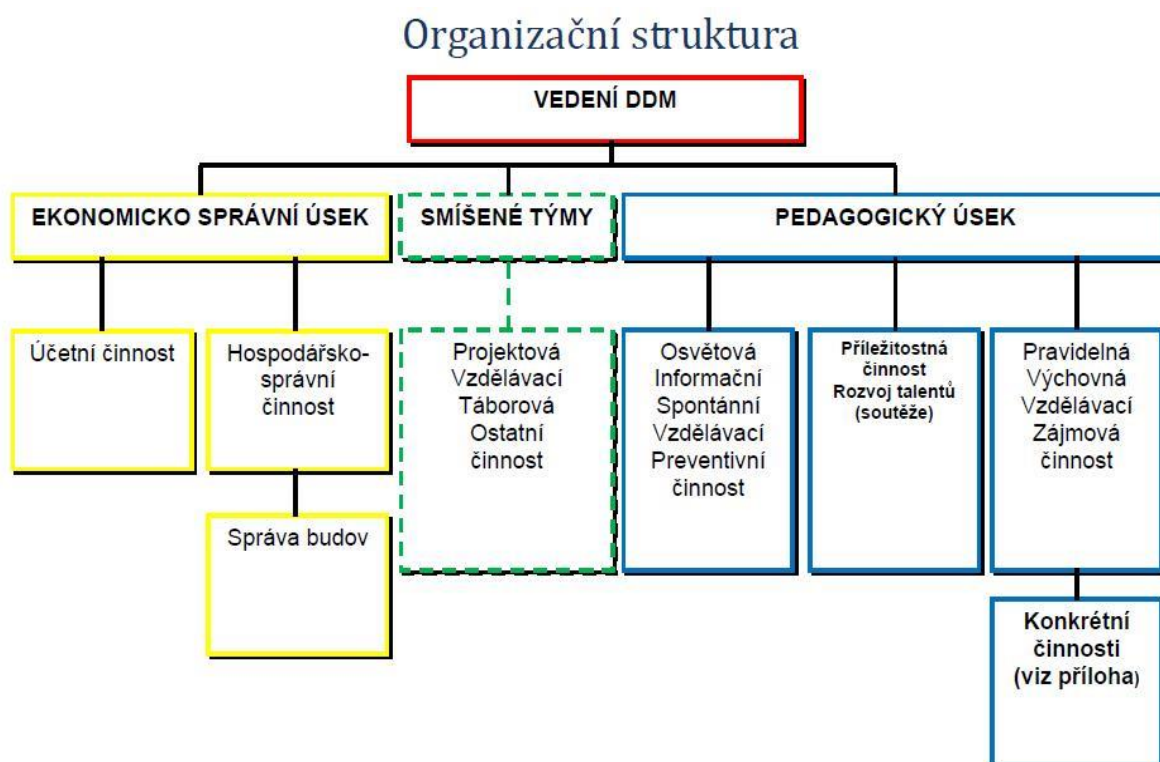 Organizační struktura
VEDENÍ DDM
EKONOMICKO SPRÁVNÍ ÚSEK
SMÍŠENÉ TÝMY
PEDAGOGICKÝ ÚSEK
Účetní činnost
Hospodářsko-
správní
činnost
Projektová
Vzdělávací
Táborová
Ostatní
činnost
Osvětová
Informační
Spontánní
Vzdělávací
Preventivní
činnost
Příležitostná
činnost
Rozvoj talentů
(soutěže)
Pravidelná
Výchovná
Vzdělávací
Zájmová
činnost
Správa budov
Konkrétní
činnosti
(viz příloha)